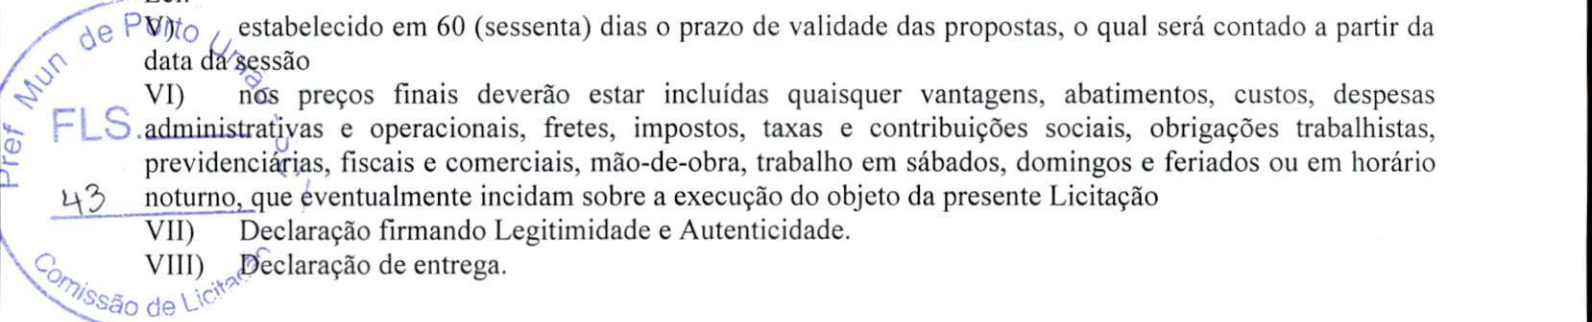 V) estabelecido em 60 (sessenta) dias o prazo de validade das propostas, o qual será contado a partir da
data da sessão
VI) nos preços finais deverão estar incluídas quaisquer vantagens, abatimentos, custos, despesas
administrativas e operacionais, fretes, impostos, taxas e contribuições sociais, obrigações trabalhistas,
previdenciárias, fiscais e comerciais, mão-de-obra, trabalho em sábados, domingos e feriados ou em horário
noturno, que eventualmente incidam sobre a execução do objeto da presente Licitação
VII) Declaração firmando Legitimidade e Autenticidade.
VIII) Declaração de entrega.
Pref Mun de Ponto
FLS.
43
Comissão de Licitação